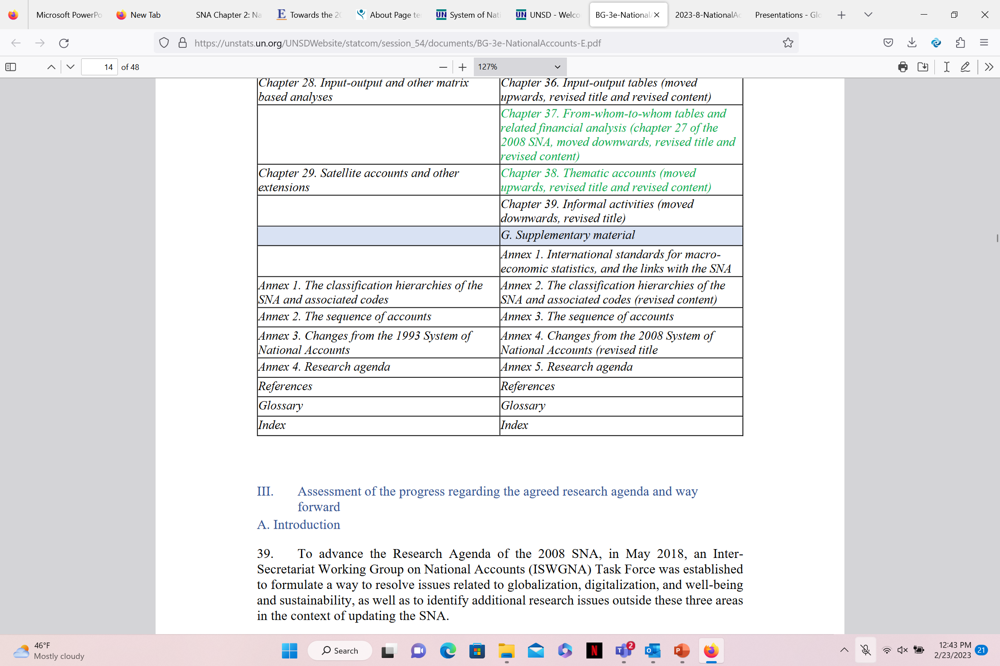 Microsoft PowerPo
New Tab
SNA Chapter 2: Na
E Towards the 20
About Page te
UN System of Nati
UN UNSD - Welco
BG-3e-National
2023-8-NationalAc
Presentations - Glo
https://unstats.un.org/UNSDWebsite/statcom/session_54/documents/BG-3e-NationalAccounts-E.pdf
14 of 48
127%
Chapter 28. Input-output and other matrix
based analyses
Chapter 36. Input-output tables (moved
upwards, revised title and revised content)
Chapter 37. From-whom-to-whom tables and
related financial analysis (chapter 27 of the
2008 SNA, moved downwards, revised title and
revised content)
Chapter 29. Satellite accounts and other
extensions
Chapter 38. Thematic accounts (moved
upwards, revised title and revised content)
Chapter 39. Informal activities (moved
downwards, revised title)
G. Supplementary material
Annex 1. International standards for macro-
economic statistics, and the links with the SNA
Annex 1. The classification hierarchies of the
SNA and associated codes
Annex 2. The classification hierarchies of the
SNA and associated codes (revised content)
Annex 2. The sequence of accounts
Annex 3. The sequence of accounts
Annex 3. Changes from the 1993 System of
National Accounts
Annex 4. Changes from the 2008 System of
National Accounts (revised title
Annex 4. Research agenda
Annex 5. Research agenda
References
References
Glossary
Glossary
Index
Index
III. Assessment of the progress regarding the agreed research agenda and way
forward
A. Introduction
39. To advance the Research Agenda of the 2008 SNA, in May 2018, an Inter-
Secretariat Working Group on National Accounts (ISWGNA) Task Force was established
to formulate a way to resolve issues related to globalization, digitalization, and well-being
and sustainability, as well as to identify additional research issues outside these three areas
in the context of updating the SNA.
46°F
Mostly cloudy
Search
N
T
2
O
P
12:43 PM
2/23/2023
21